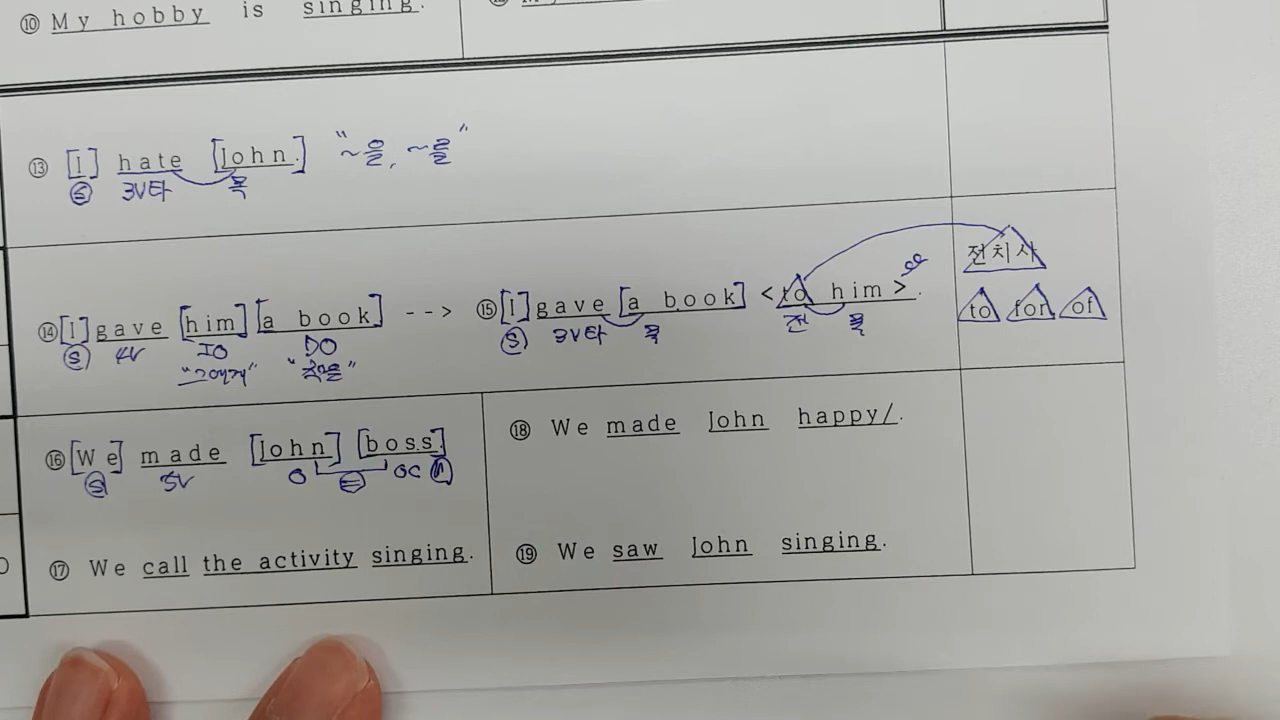 ⑩ My hobby is singing.
⑬ [I] hate [John.] "~을, ~를"
Ⓢ 3V타 목
⑭ [I] gave [him] [a book] --> ⑮ [I] gave [a book] <to him>.
전치사
Ⓢ 4V IO DO Ⓢ 3V타 목 전 목
to for of
"그에게" "책을"
⑯ [We] made [John] [boss.] ⑱ We made John happy/.
Ⓢ 5V O = OC ⓝ
⑰ We call the activity singing. ⑲ We saw John singing.